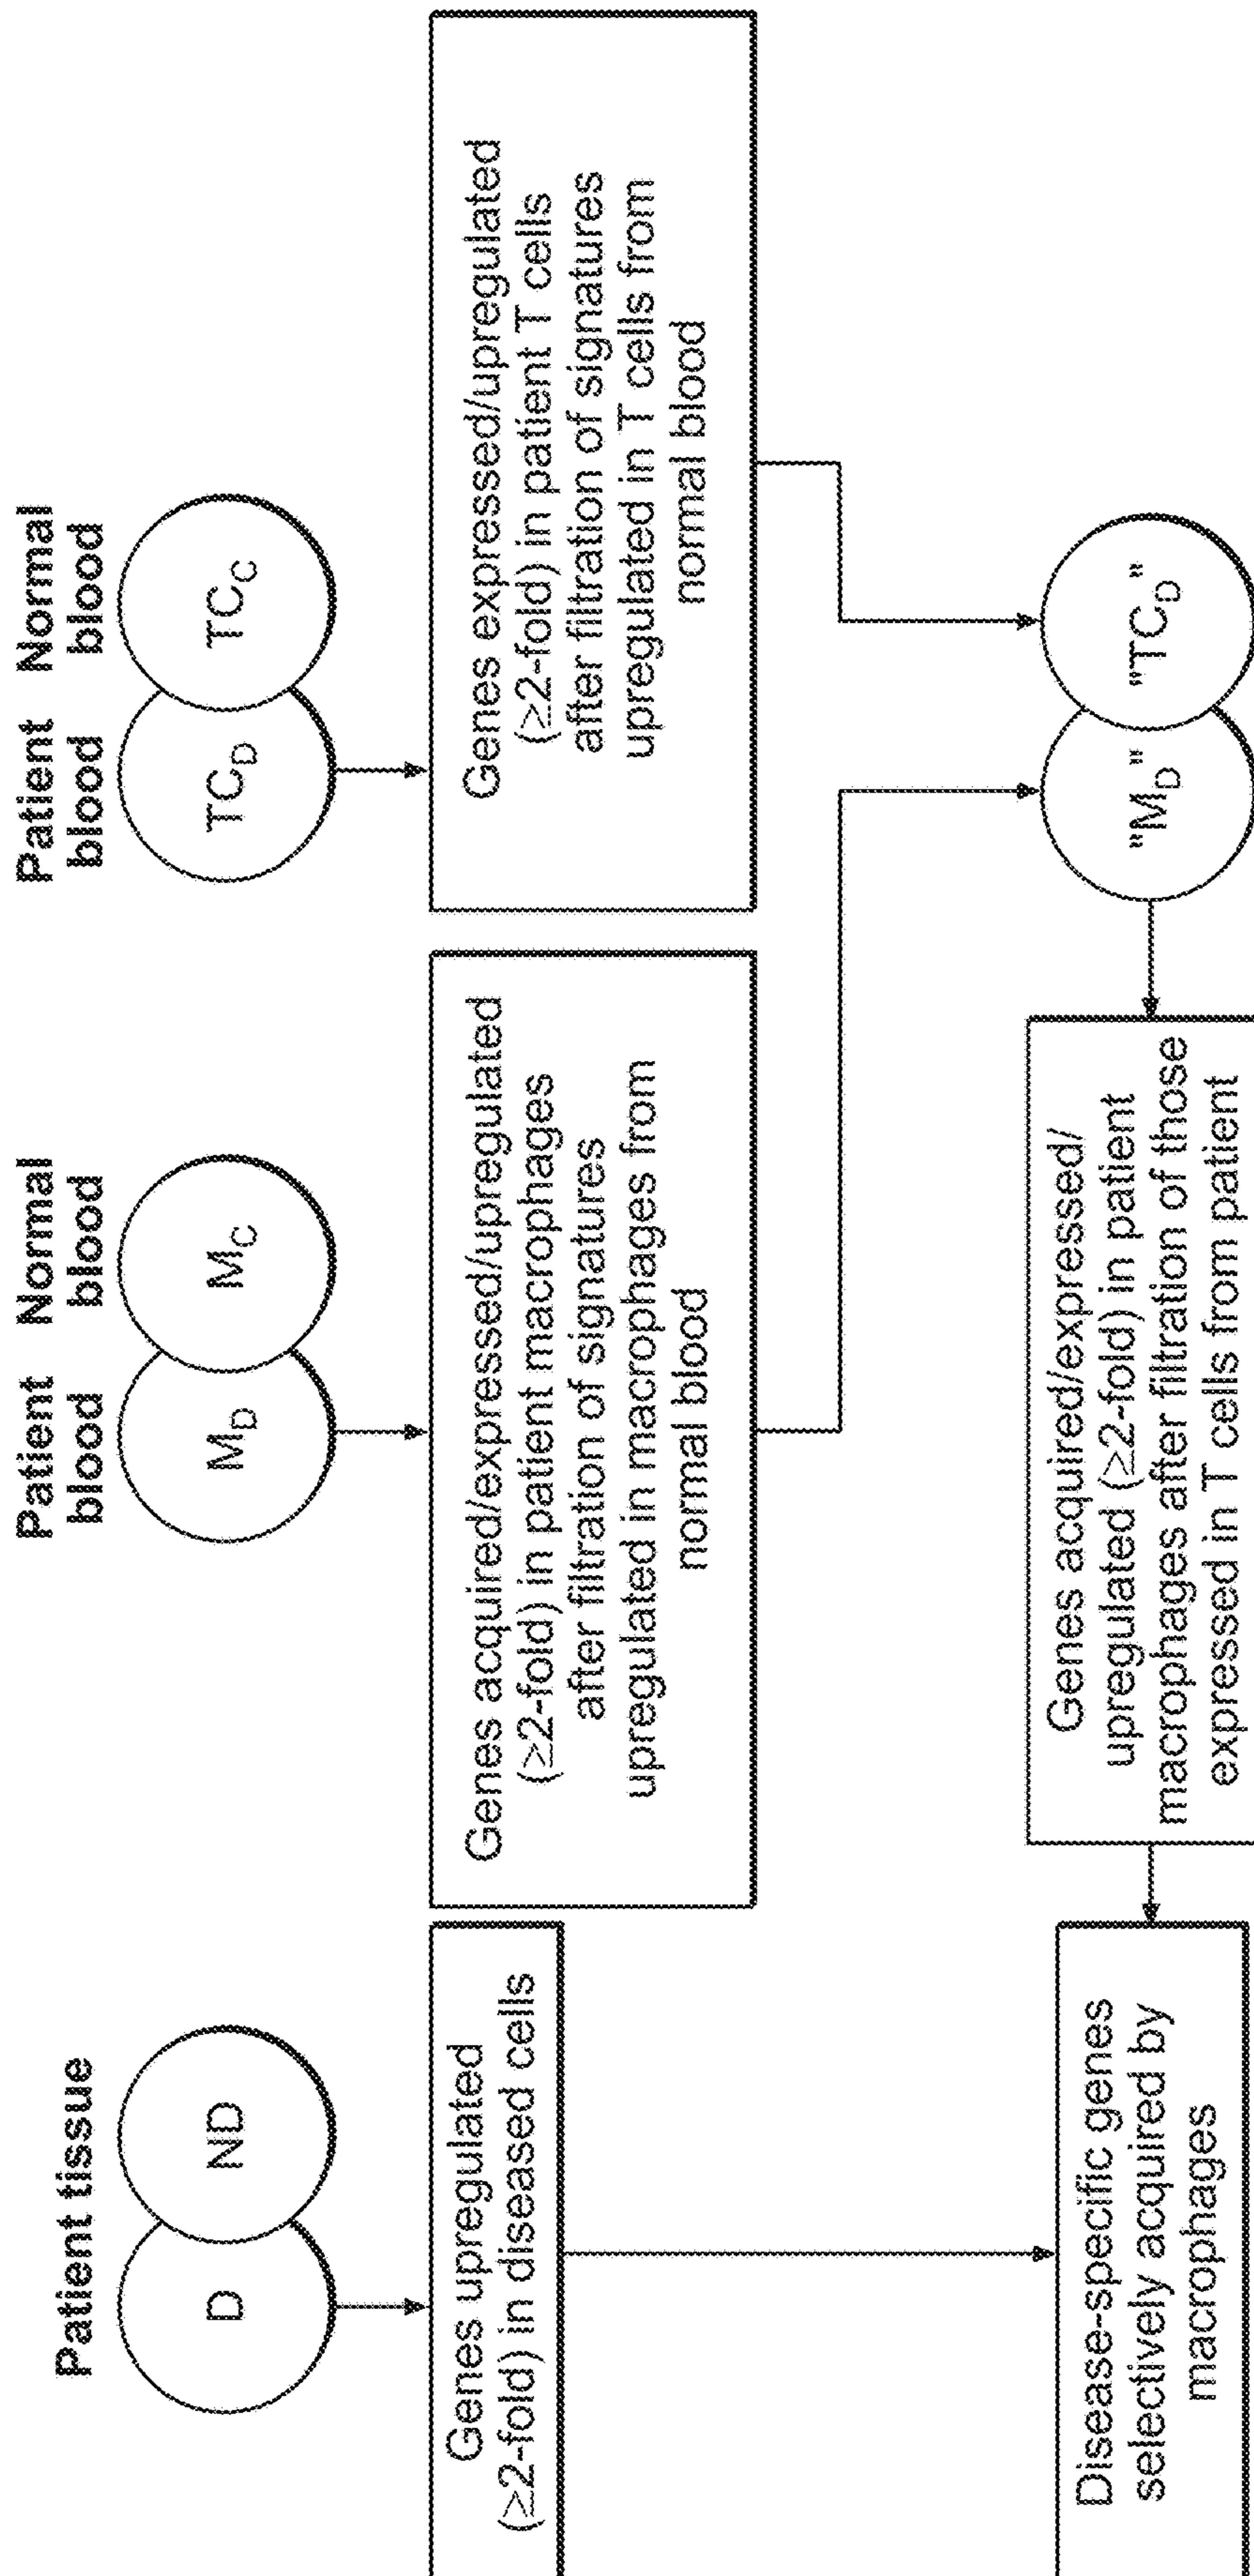 Patient tissue
D
ND
Genes upregulated
(≥2-fold) in diseased cells
Patient
blood
Normal
blood
M_D
M_C
Genes acquired/expressed/upregulated
(≥2-fold) in patient macrophages
after filtration of signatures
upregulated in macrophages from
normal blood
Patient
blood
Normal
blood
TC_D
TC_C
Genes expressed/upregulated
(≥2-fold) in patient T cells
after filtration of signatures
upregulated in T cells from
normal blood
Disease-specific genes
selectively acquired by
macrophages
Genes acquired/expressed/
upregulated (≥2-fold) in patient
macrophages after filtration of those
expressed in T cells from patient
"M_D"
"TC_D"